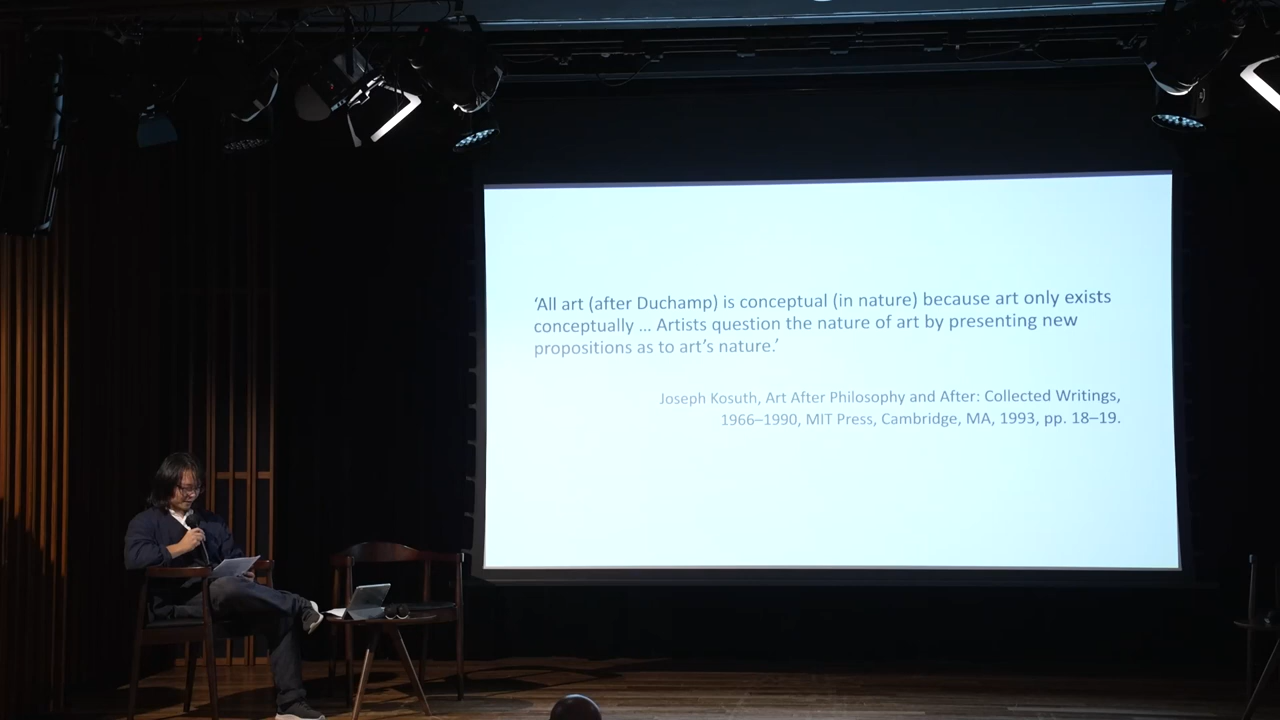 ‘All art (after Duchamp) is conceptual (in nature) because art only exists
conceptually … Artists question the nature of art by presenting new
propositions as to art’s nature.’
Joseph Kosuth, Art After Philosophy and After: Collected Writings,
1966–1990, MIT Press, Cambridge, MA, 1993, pp. 18–19.